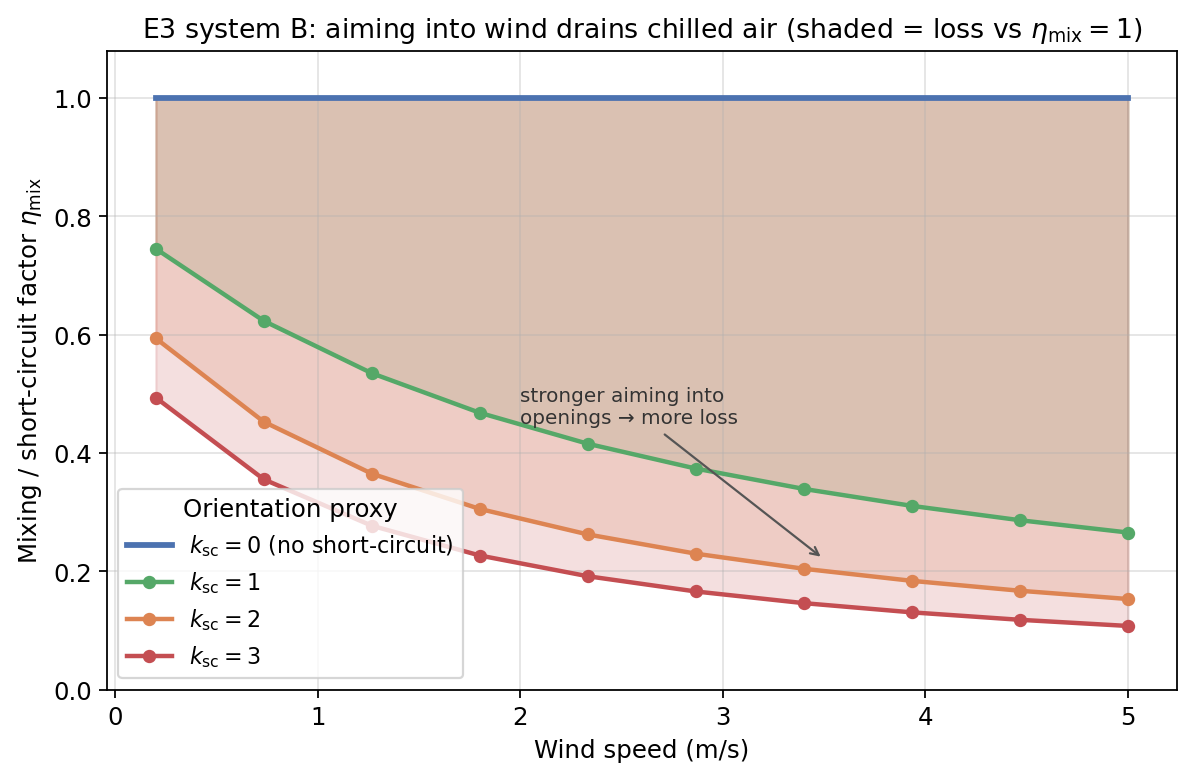 E3 system B: aiming into wind drains chilled air (shaded = loss vs η_mix = 1)
Mixing / short-circuit factor η_mix
1.0
0.8
0.6
0.4
0.2
0.0
stronger aiming into
openings → more loss
Orientation proxy
k_sc = 0 (no short-circuit)
k_sc = 1
k_sc = 2
k_sc = 3
0 1 2 3 4 5
Wind speed (m/s)